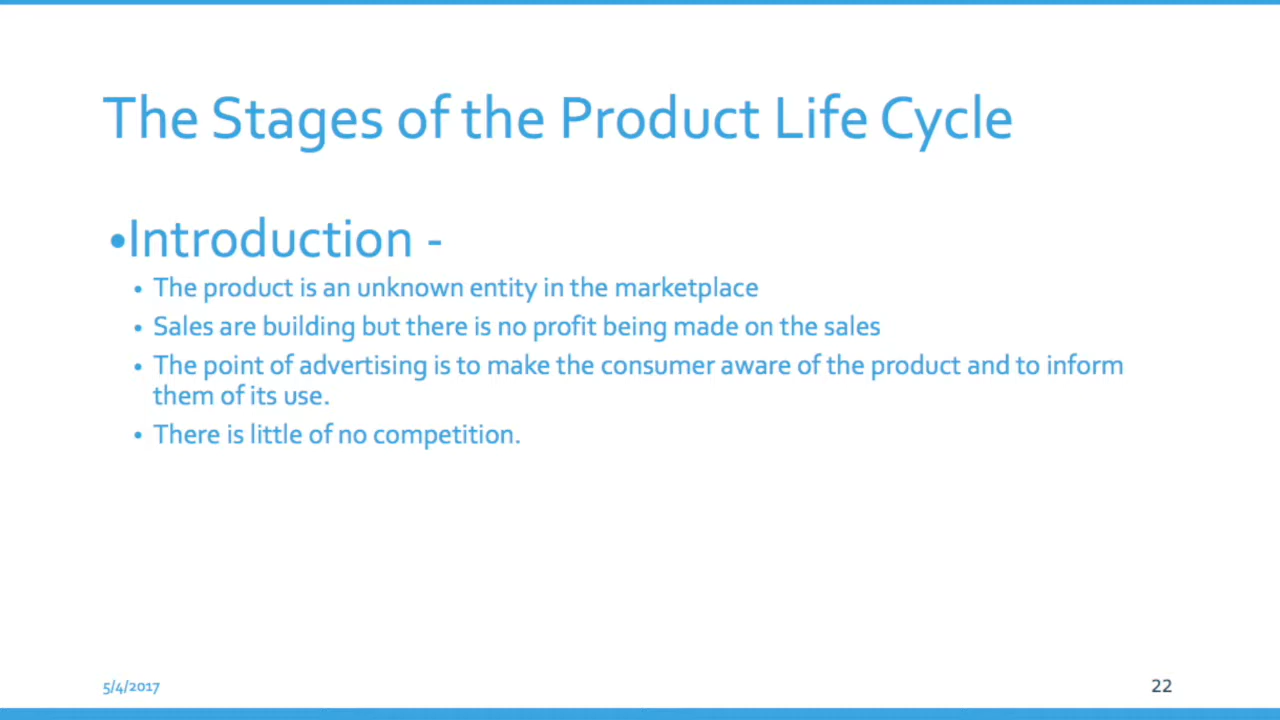 The Stages of the Product Life Cycle
•Introduction -
• The product is an unknown entity in the marketplace
• Sales are building but there is no profit being made on the sales
• The point of advertising is to make the consumer aware of the product and to inform
them of its use.
• There is little of no competition.
5/4/2017
22